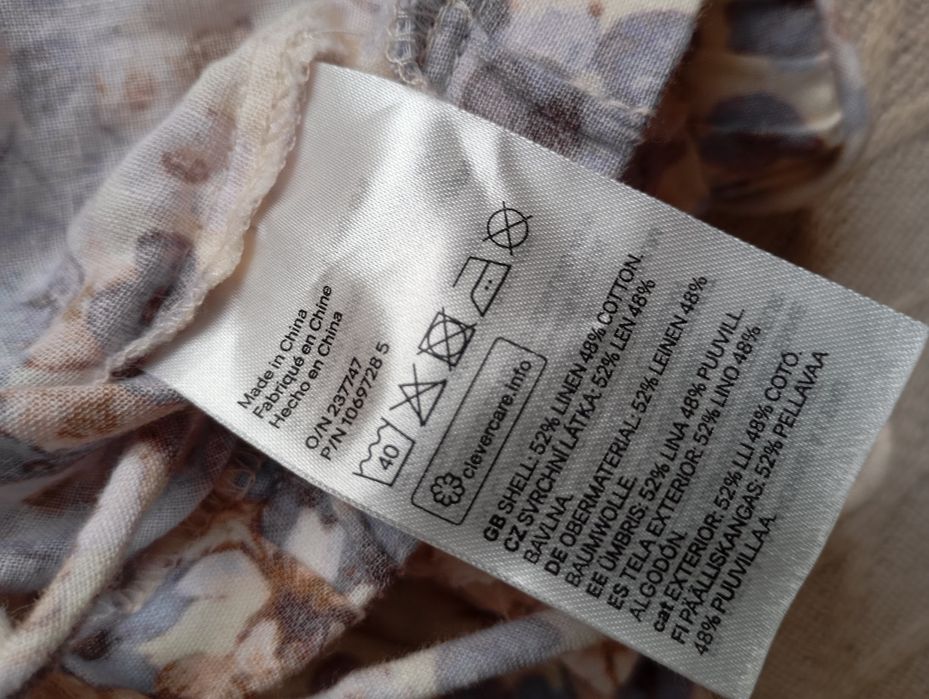 Made in China
Fabriqué en Chine
Hecho en China
O/N 1237747
P/N 1069728 5
40
clevercare.info
GB SHELL: 52% LINEN 48% COTTON.
CZ SVRCHNÍ LÁTKA: 52% LEN 48%
BAVLNA.
DE OBERMATERIAL: 52% LEINEN 48%
BAUMWOLLE.
EE ÜMBRIS: 52% LINA 48% PUUVILL
ES TELA EXTERIOR: 52% LINO 48%
ALGODÓN.
cat EXTERIOR: 52% LLI 48% COTÓ.
FI PÄÄLLISKANGAS: 52% PELLAVAA
48% PUUVILLA.